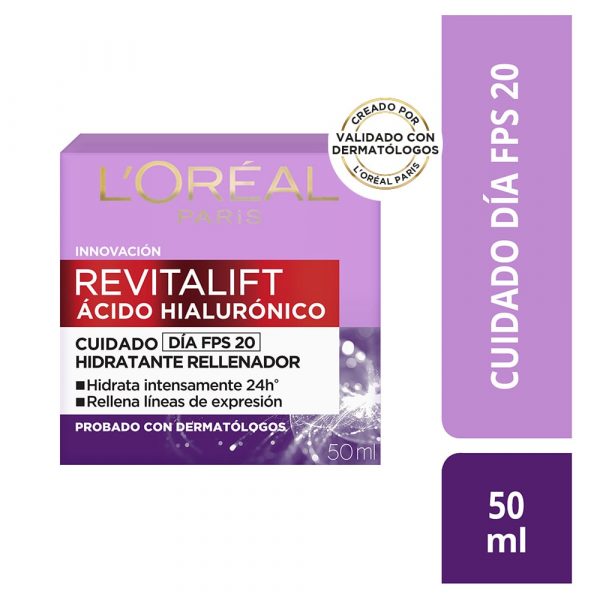 CREADO POR
VALIDADO CON
DERMATÓLOGOS
L'ORÉAL PARIS
L'ORÉAL
PARIS
INNOVACIÓN
REVITALIFT
ÁCIDO HIALURÓNICO
CUIDADO DÍA FPS 20
HIDRATANTE RELLENADOR
■Hidrata intensamente 24h°
■Rellena líneas de expresión
PROBADO CON DERMATÓLOGOS
50 ml
CUIDADO DÍA FPS 20
50
ml